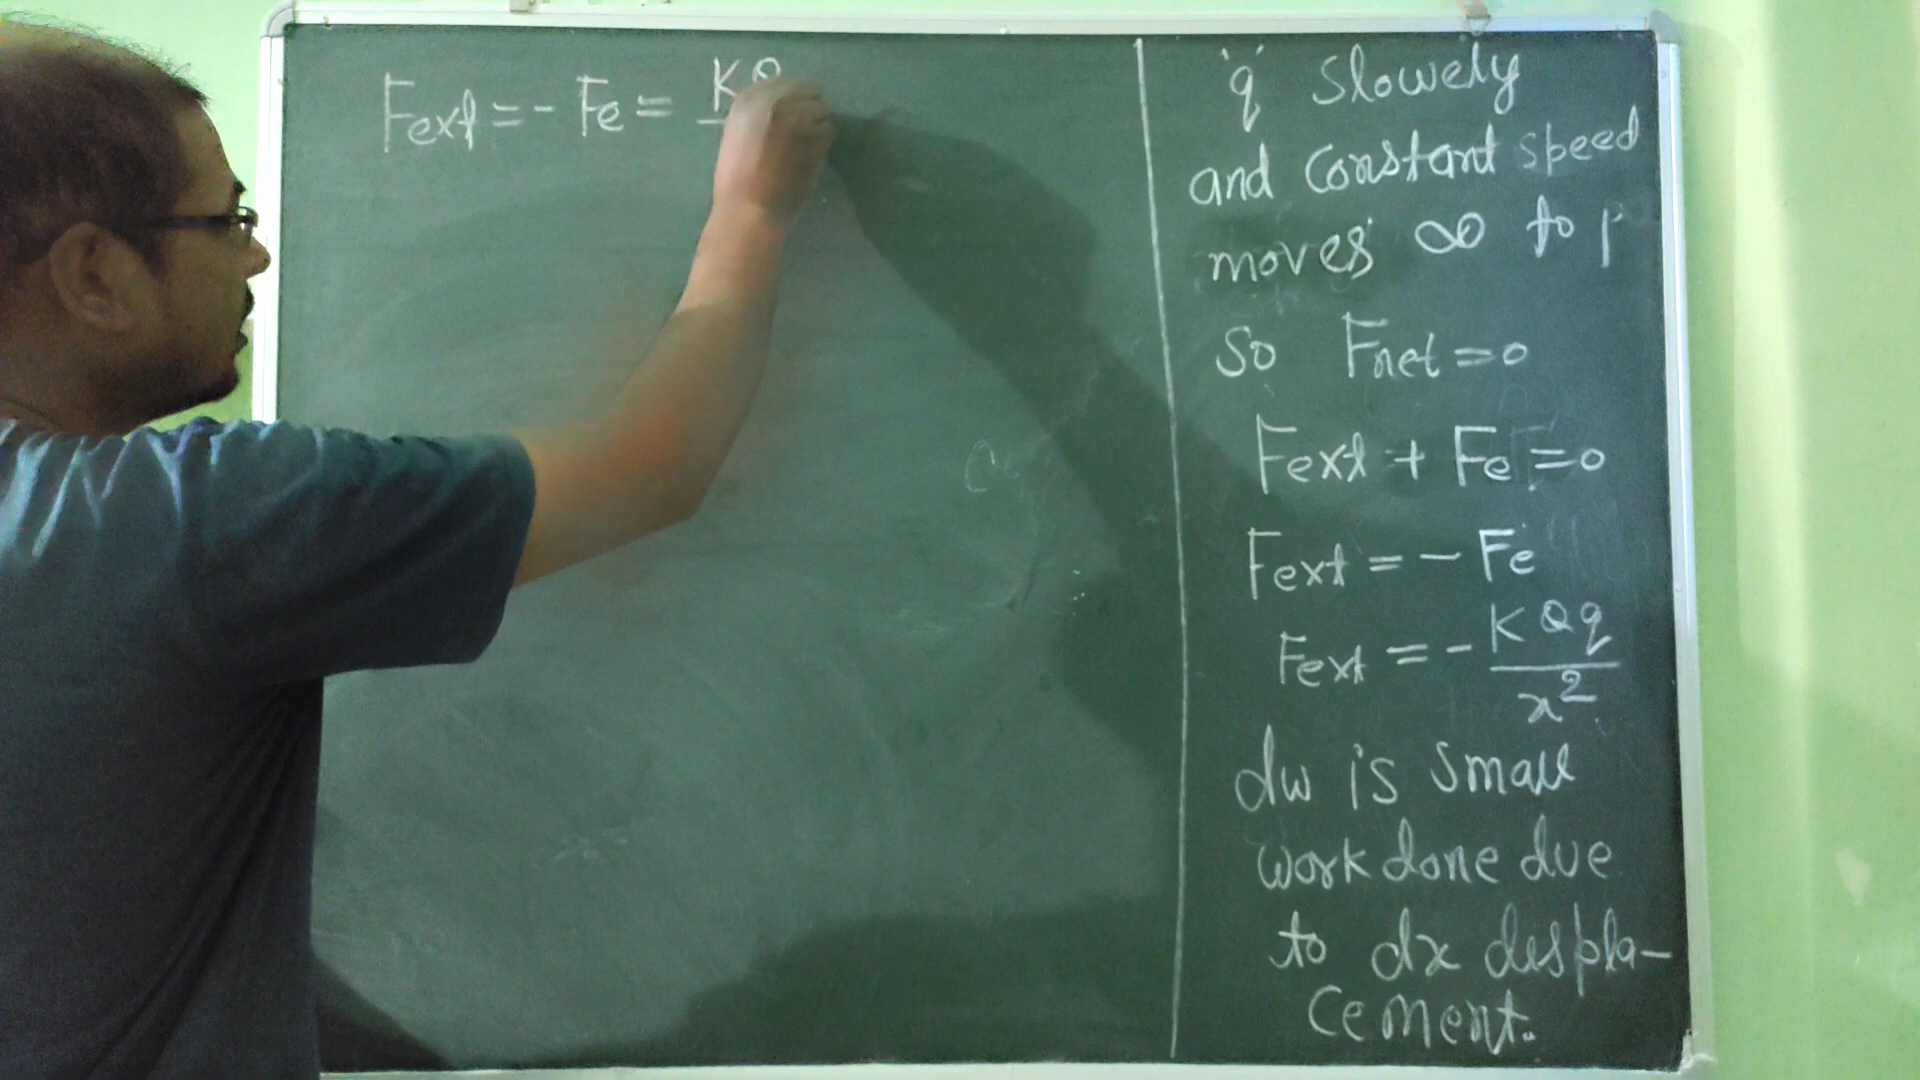 Fext = - Fe = KQ
'q' Slowely
and Constant speed
moves ∞ to p
so Fnet = 0
Fext + Fe = 0
Fext = - Fe
Fext = - KQq / x²
dw is small
work done due
to dx displa-
cement.